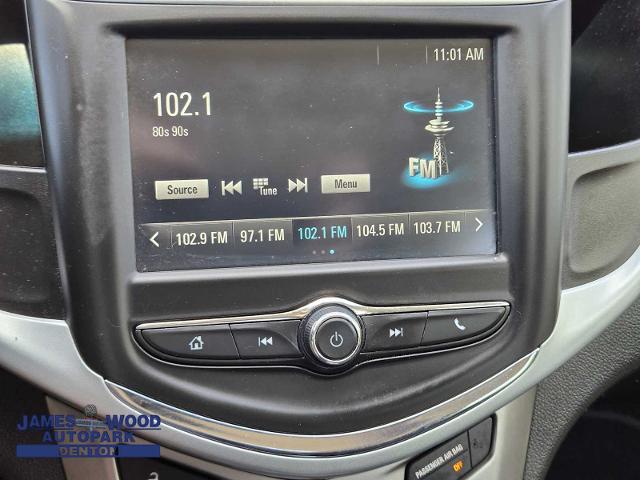 11:01 AM
102.1
80s 90s
FM
Source
Tune
Menu
102.9 FM 97.1 FM 102.1 FM 104.5 FM 103.7 FM
JAMES WOOD
AUTOPARK
DENTON
PASSENGER AIR BAG
OFF